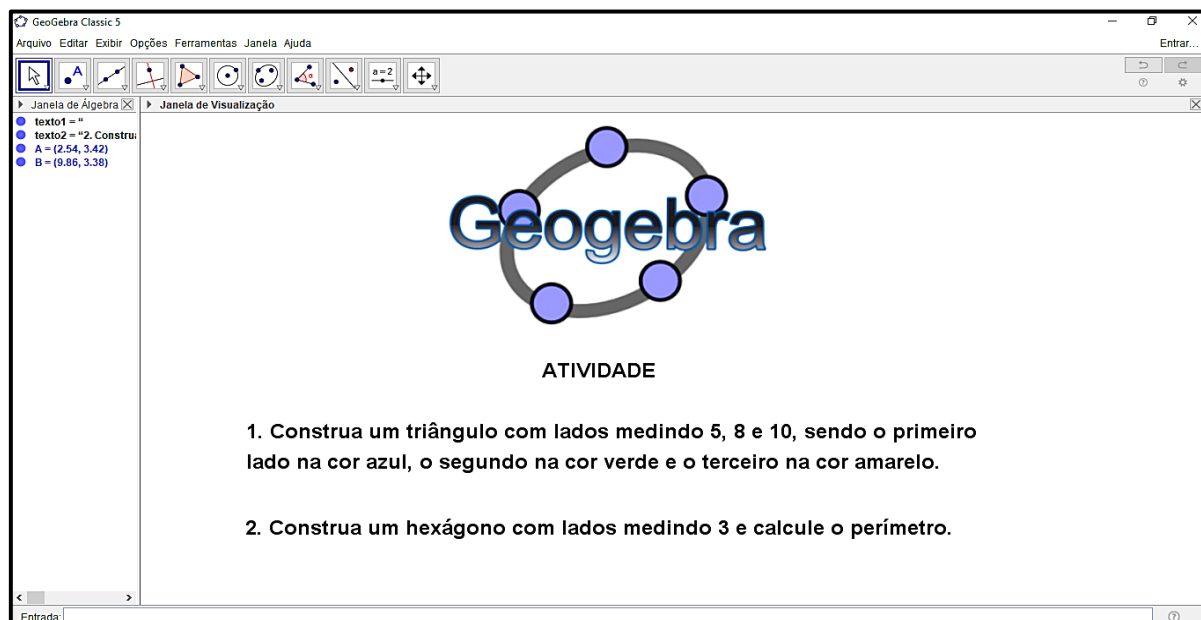 GeoGebra Classic 5
Arquivo Editar Exibir Opções Ferramentas Janela Ajuda
Entrar...
A
α
a=2
Janela de Álgebra
Janela de Visualização
texto1 = “
texto2 = “2. Constru
A = (2.54, 3.42)
B = (9.86, 3.38)
Geogebra
ATIVIDADE
1. Construa um triângulo com lados medindo 5, 8 e 10, sendo o primeiro
lado na cor azul, o segundo na cor verde e o terceiro na cor amarelo.
2. Construa um hexágono com lados medindo 3 e calcule o perímetro.
Entrada: